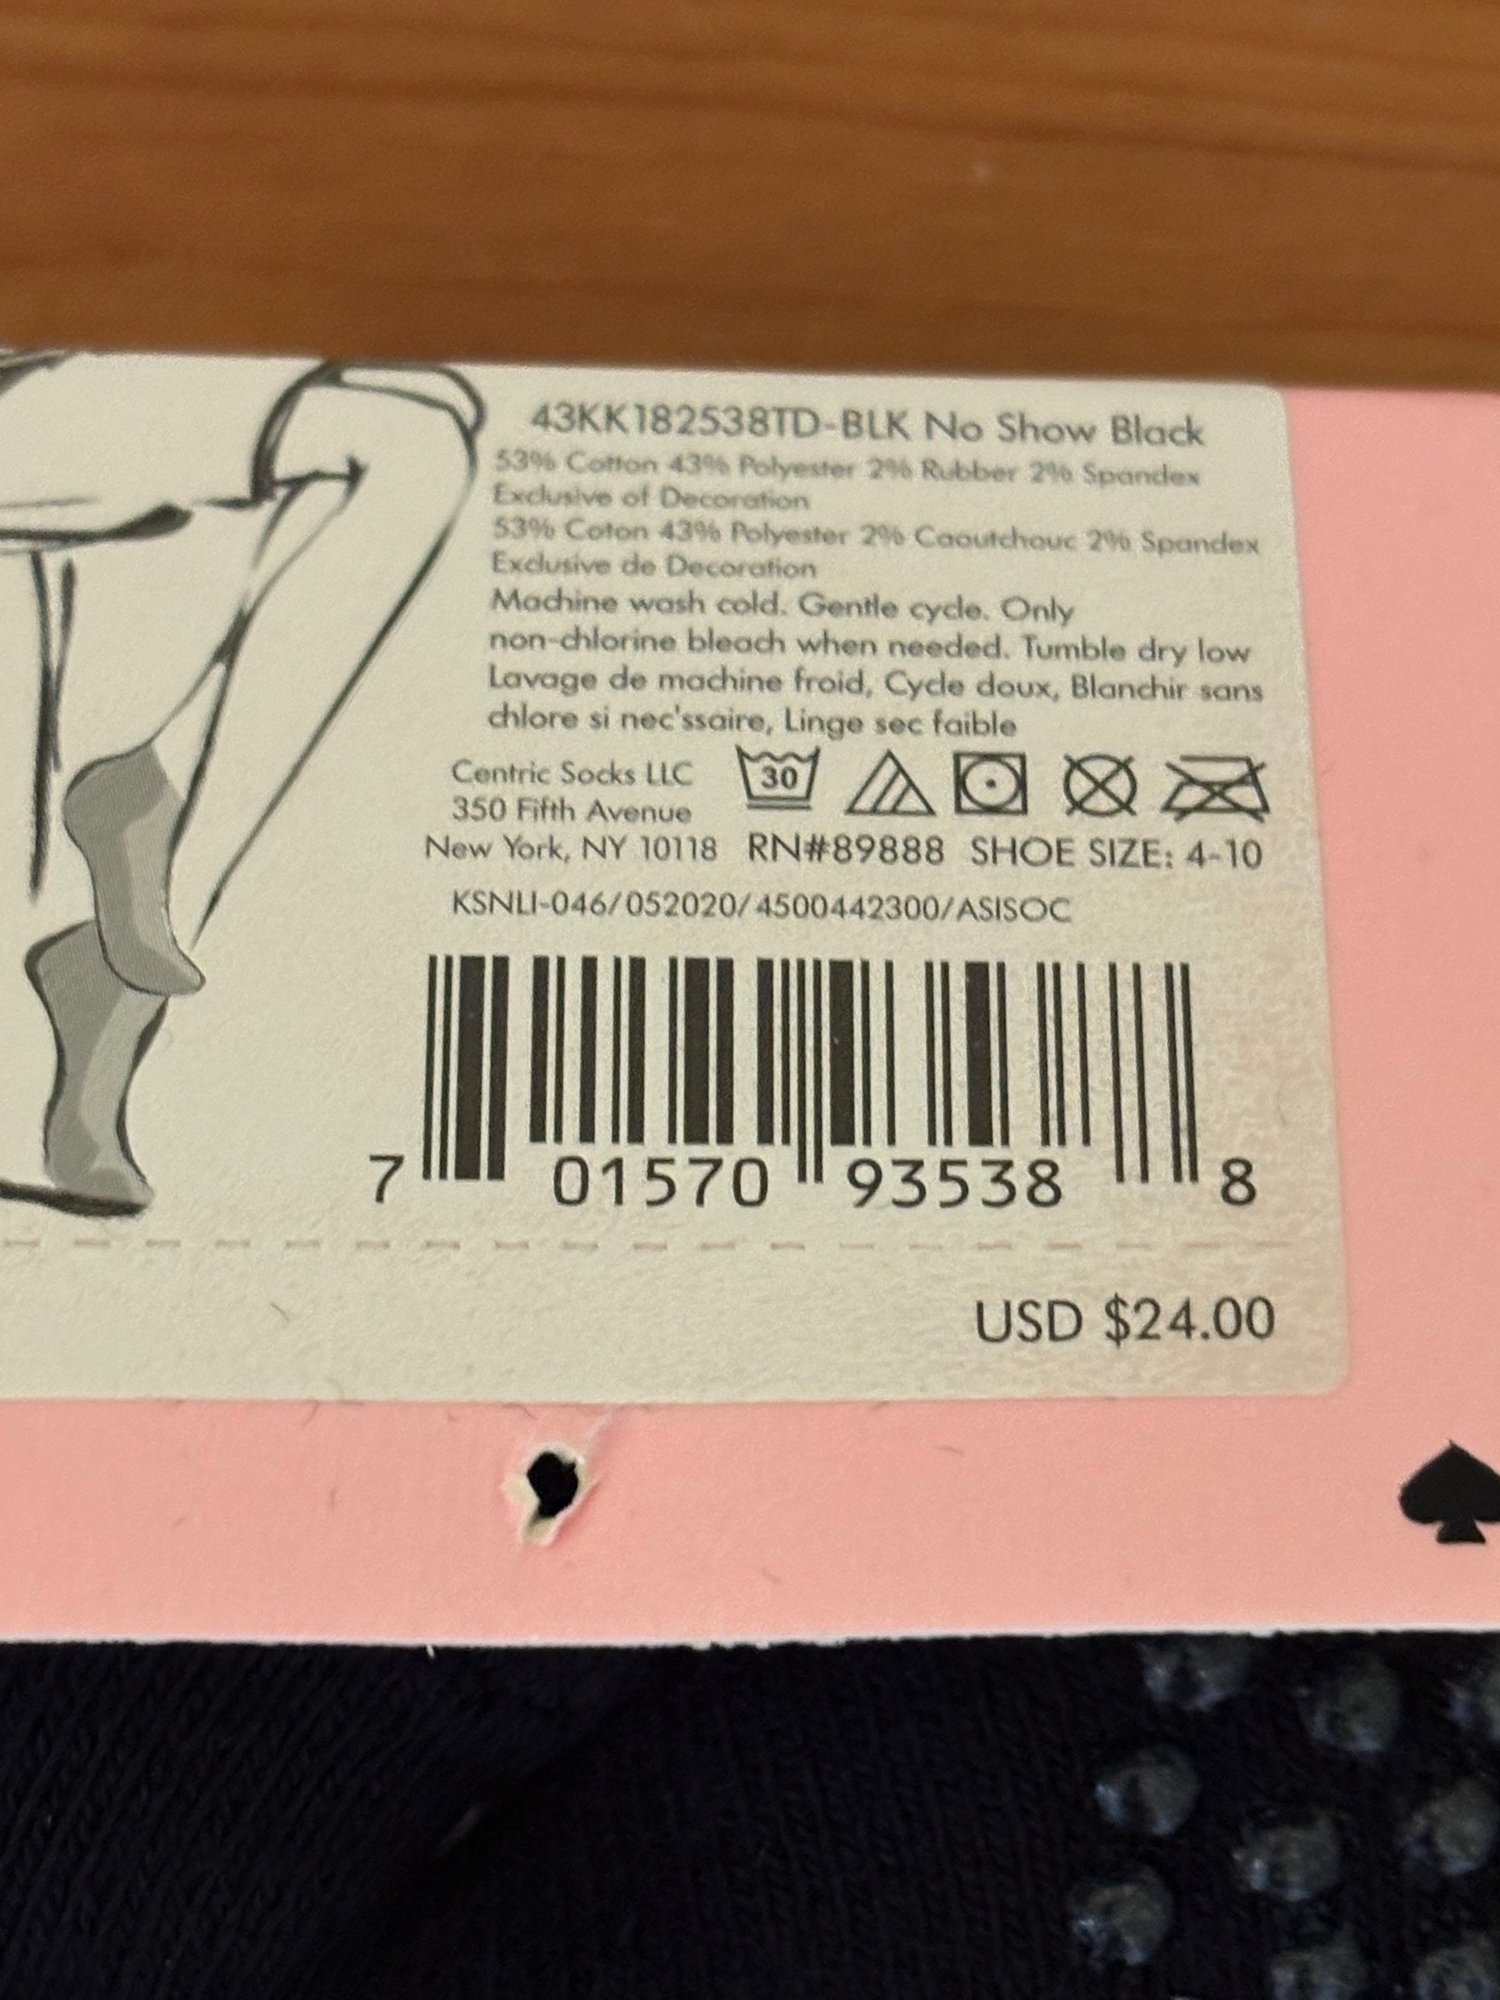 43KK182538TD-BLK No Show Black
53% Cotton 43% Polyester 2% Rubber 2% Spandex
Exclusive of Decoration
53% Coton 43% Polyester 2% Caoutchouc 2% Spandex
Exclusive de Decoration
Machine wash cold. Gentle cycle. Only
non-chlorine bleach when needed. Tumble dry low
Lavage de machine froid, Cycle doux, Blanchir sans
chlore si nec'ssaire, Linge sec faible
30
Centric Socks LLC
350 Fifth Avenue
New York, NY 10118 RN#89888 SHOE SIZE: 4-10
KSNLI-046/052020/4500442300/ASISOC
7 01570 93538 8
USD $24.00